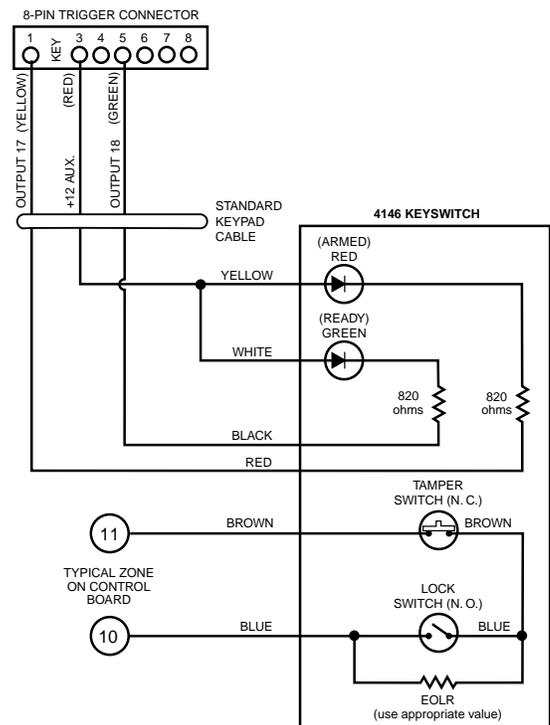 8-PIN TRIGGER CONNECTOR
1
KEY
3
4
5
6
7
8
OUTPUT 17 (YELLOW)
+12 AUX. (RED)
OUTPUT 18 (GREEN)
STANDARD
KEYPAD
CABLE
4146 KEYSWITCH
(ARMED)
RED
YELLOW
(READY)
GREEN
WHITE
820
ohms
820
ohms
BLACK
RED
TAMPER
SWITCH (N. C.)
11
BROWN
BROWN
TYPICAL ZONE
ON CONTROL
BOARD
LOCK
SWITCH (N. O.)
10
BLUE
BLUE
EOLR
(use appropriate value)